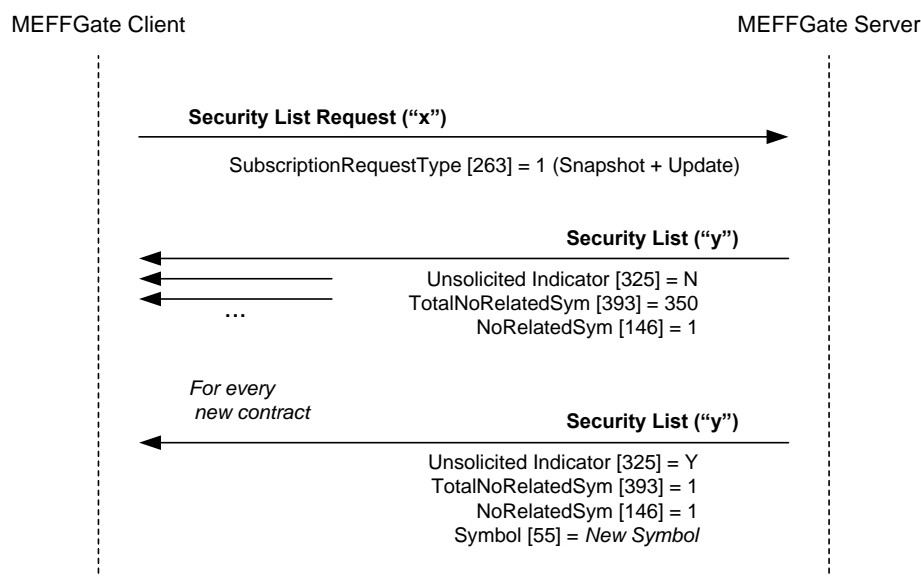 MEFFGate Client
MEFFGate Server
Security List Request (“x”)
SubscriptionRequestType [263] = 1 (Snapshot + Update)
Security List (“y”)
Unsolicited Indicator [325] = N
TotalNoRelatedSym [393] = 350
NoRelatedSym [146] = 1
...
For every
new contract
Security List (“y”)
Unsolicited Indicator [325] = Y
TotalNoRelatedSym [393] = 1
NoRelatedSym [146] = 1
Symbol [55] = New Symbol